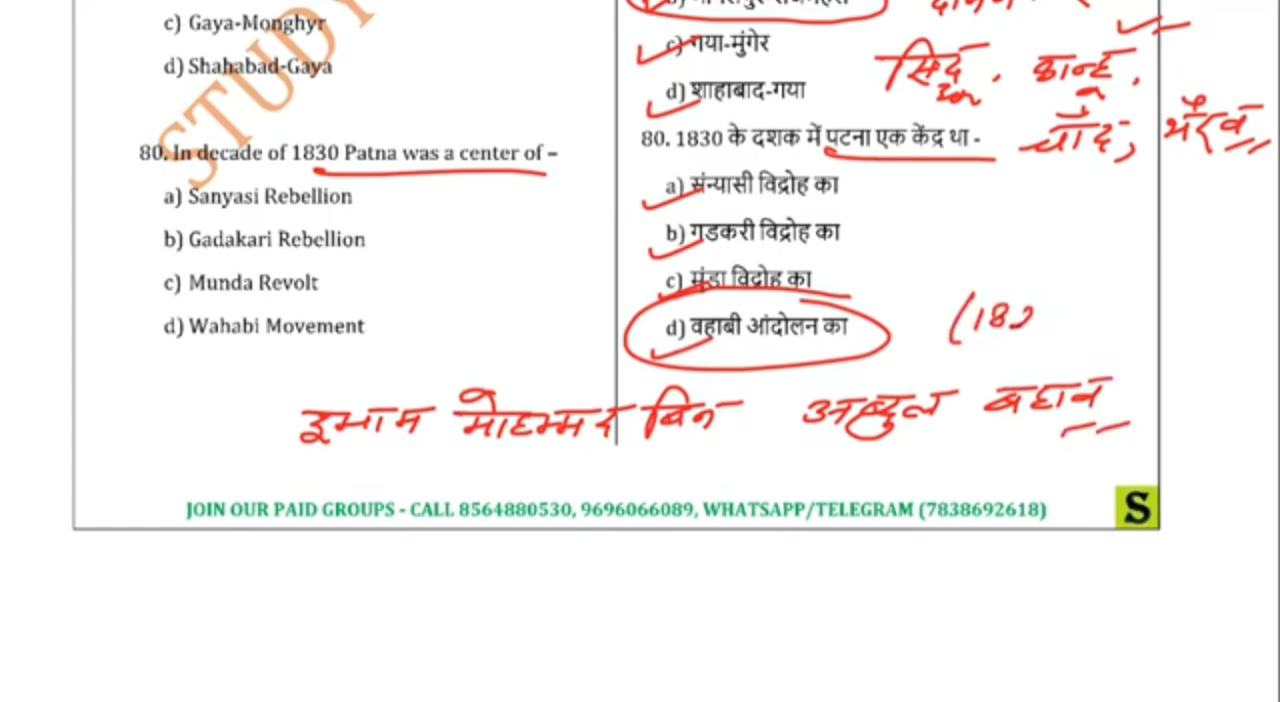 c) Gaya-Monghyr
d) Shahabad-Gaya
80. In decade of 1830 Patna was a center of –
a) Sanyasi Rebellion
b) Gadakari Rebellion
c) Munda Revolt
d) Wahabi Movement
c) गया-मुंगेर
d) शाहाबाद-गया
80. 1830 के दशक में पटना एक केंद्र था -
a) संन्यासी विद्रोह का
b) गडकरी विद्रोह का
c) मुंडा विद्रोह का
d) वहाबी आंदोलन का
कान्ह,
चाँद, भैरव
(182
इमाम मोहम्मद बिन अब्दुल वहाब
JOIN OUR PAID GROUPS - CALL 8564880530, 9696066089, WHATSAPP/TELEGRAM (7838692618)
S
STUDY